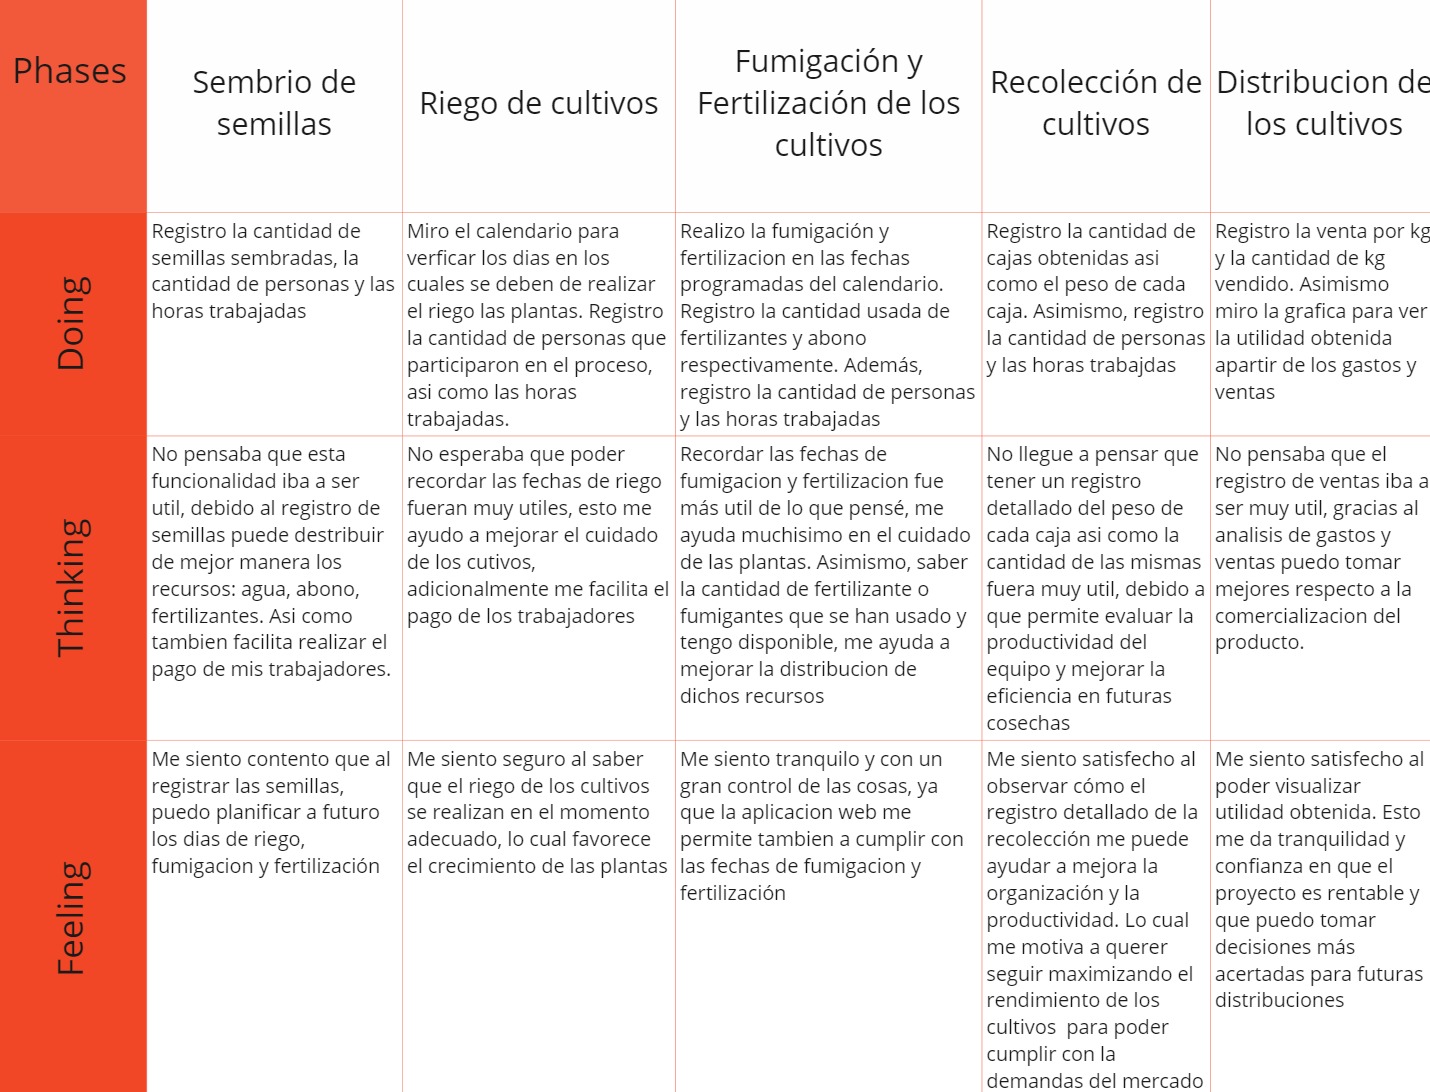 Phases
Sembrio de
semillas
Riego de cultivos
Fumigación y
Fertilización de los
cultivos
Recolección de
cultivos
Distribucion de
los cultivos
Doing
Registro la cantidad de
semillas sembradas, la
cantidad de personas y las
horas trabajadas
Miro el calendario para
verficar los dias en los
cuales se deben de realizar
el riego las plantas. Registro
la cantidad de personas que
participaron en el proceso,
asi como las horas
trabajadas.
Realizo la fumigación y
fertilizacion en las fechas
programadas del calendario.
Registro la cantidad usada de
fertilizantes y abono
respectivamente. Además,
registro la cantidad de personas
y las horas trabajadas
Registro la cantidad de
cajas obtenidas asi
como el peso de cada
caja. Asimismo, registro
la cantidad de personas
y las horas trabajdas
Registro la venta por kg
y la cantidad de kg
vendido. Asimismo
miro la grafica para ver
la utilidad obtenida
apartir de los gastos y
ventas
Thinking
No pensaba que esta
funcionalidad iba a ser
util, debido al registro de
semillas puede destribuir
de mejor manera los
recursos: agua, abono,
fertilizantes. Asi como
tambien facilita realizar el
pago de mis trabajadores.
No esperaba que poder
recordar las fechas de riego
fueran muy utiles, esto me
ayudo a mejorar el cuidado
de los cutivos,
adicionalmente me facilita el
pago de los trabajadores
Recordar las fechas de
fumigacion y fertilizacion fue
más util de lo que pensé, me
ayuda muchisimo en el cuidado
de las plantas. Asimismo, saber
la cantidad de fertilizante o
fumigantes que se han usado y
tengo disponible, me ayuda a
mejorar la distribucion de
dichos recursos
No llegue a pensar que
tener un registro
detallado del peso de
cada caja asi como la
cantidad de las mismas
fuera muy util, debido a
que permite evaluar la
productividad del
equipo y mejorar la
eficiencia en futuras
cosechas
No pensaba que el
registro de ventas iba a
ser muy util, gracias al
analisis de gastos y
ventas puedo tomar
mejores respecto a la
comercializacion del
producto.
Feeling
Me siento contento que al
registrar las semillas,
puedo planificar a futuro
los dias de riego,
fumigacion y fertilización
Me siento seguro al saber
que el riego de los cultivos
se realizan en el momento
adecuado, lo cual favorece
el crecimiento de las plantas
Me siento tranquilo y con un
gran control de las cosas, ya
que la aplicacion web me
permite tambien a cumplir con
las fechas de fumigacion y
fertilización
Me siento satisfecho al
observar cómo el
registro detallado de la
recolección me puede
ayudar a mejora la
organización y la
productividad. Lo cual
me motiva a querer
seguir maximizando el
rendimiento de los
cultivos  para poder
cumplir con la
demandas del mercado
Me siento satisfecho al
poder visualizar
utilidad obtenida. Esto
me da tranquilidad y
confianza en que el
proyecto es rentable y
que puedo tomar
decisiones más
acertadas para futuras
distribuciones